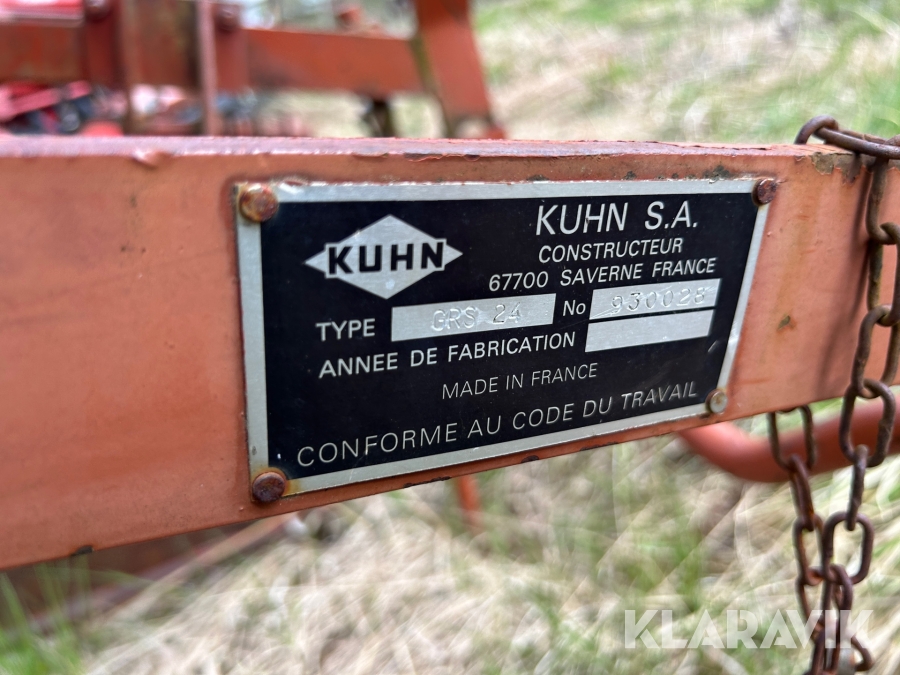 KUHN
KUHN S.A.
CONSTRUCTEUR
67700 SAVERNE FRANCE
TYPE GRS 24 No 930028
ANNEE DE FABRICATION
MADE IN FRANCE
CONFORME AU CODE DU TRAVAIL
KLARAVIK